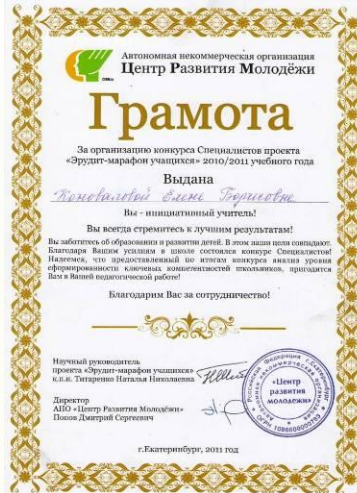 Автономная некоммерческая организация
Центр Развития Молодёжи
Грамота
За организацию конкурса Специалистов проекта
«Эрудит-марафон учащихся» 2010/2011 учебного года
Выдана
Коноваловой Елене Борисовне
Вы - инициативный учитель!
Вы всегда стремитесь к лучшим результатам!
Вы заботитесь об образовании и развитии детей. В этом наши цели совпадают.
Благодаря Вашим усилиям в школе состоялся конкурс Специалистов!
Надеемся, что предоставленный по итогам конкурса анализ уровня
сформированности ключевых компетентностей школьников, пригодится
Вам в Вашей педагогической работе!
Благодарим Вас за сотрудничество!
Научный руководитель
проекта «Эрудит-марафон учащихся»
к.п.н. Титаренко Наталья Николаевна
Директор
АНО «Центр Развития Молодёжи»
Попов Дмитрий Сергеевич
«Центр
развития
молодежи»
г.Екатеринбург, 2011 год